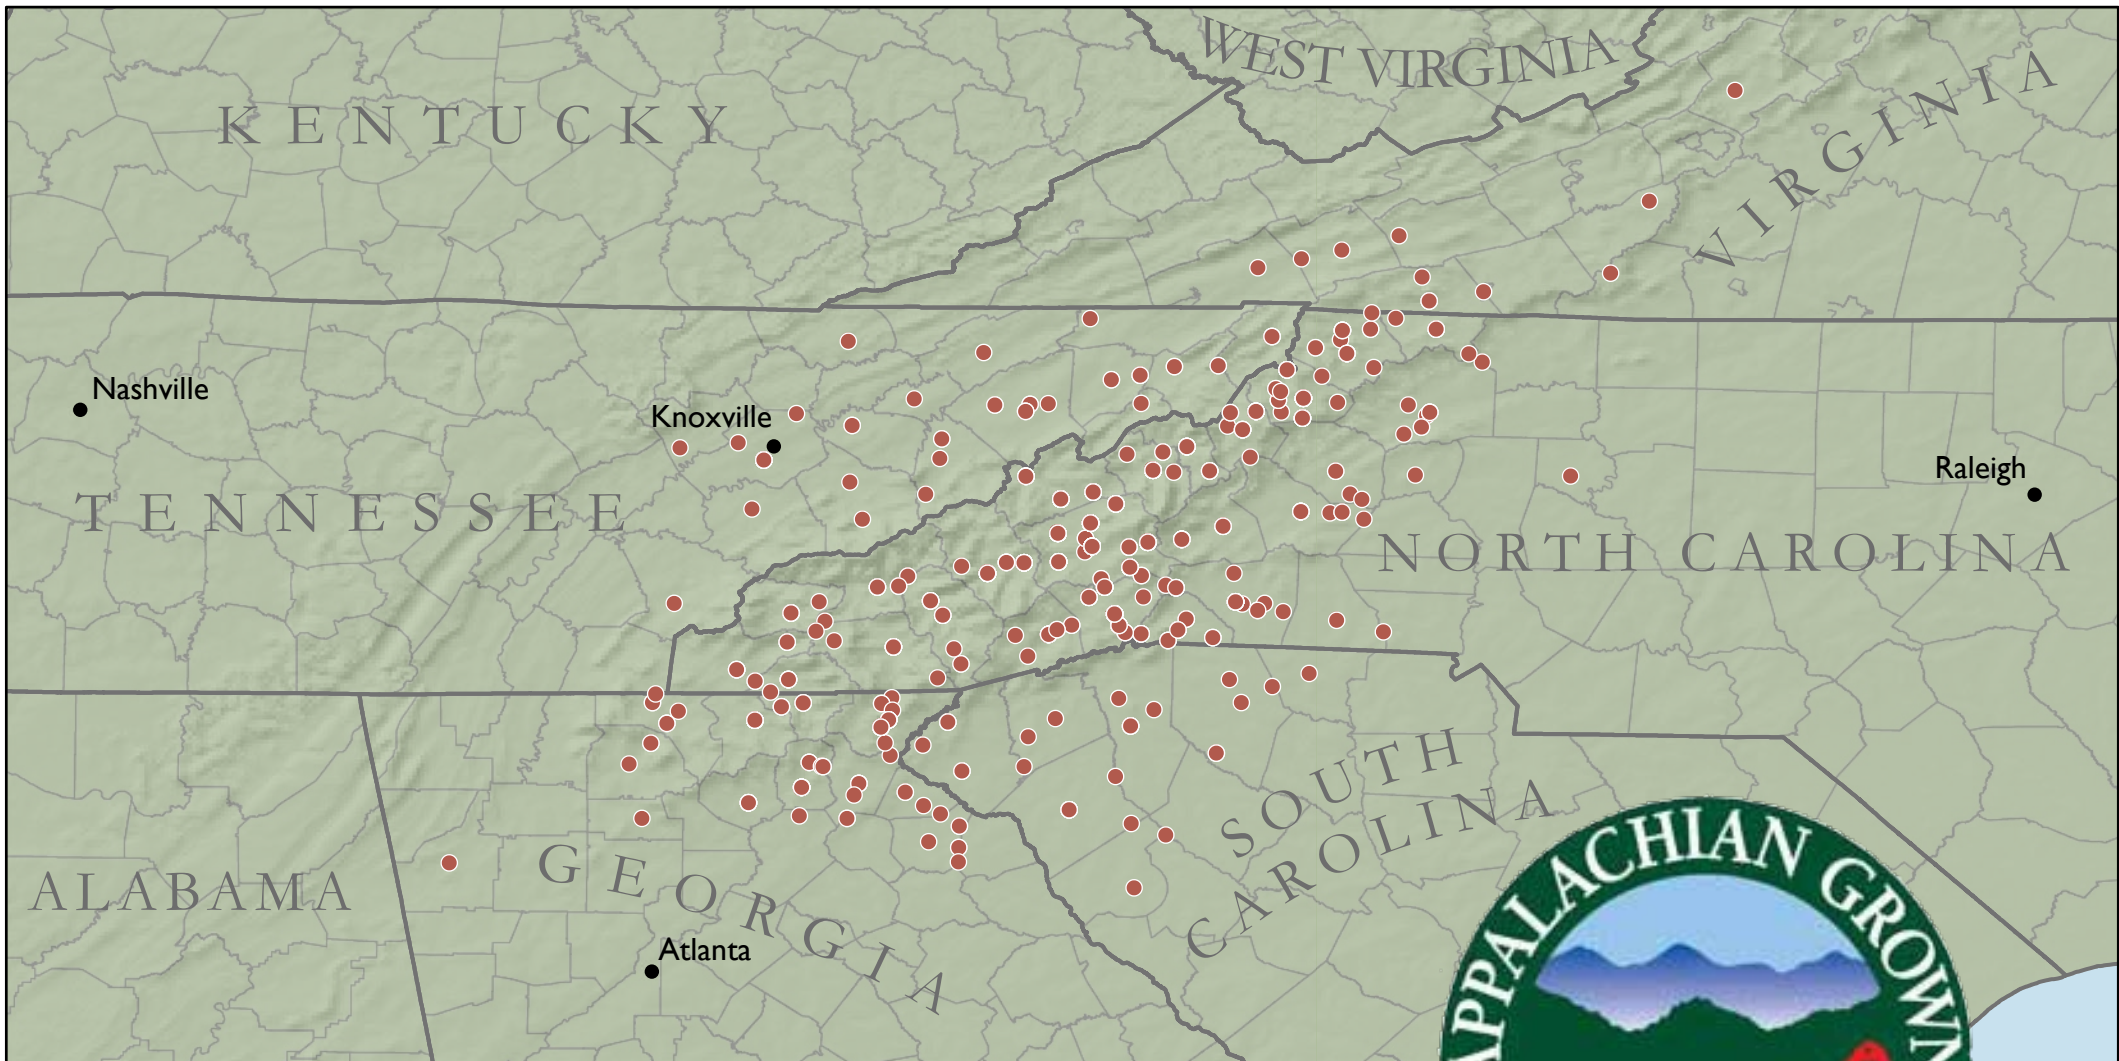 WEST VIRGINIA
KENTUCKY
VIRGINIA
Nashville
Knoxville
Raleigh
TENNESSEE
NORTH CAROLINA
SOUTH
CAROLINA
ALABAMA
GEORGIA
Atlanta
APPALACHIAN GROWN